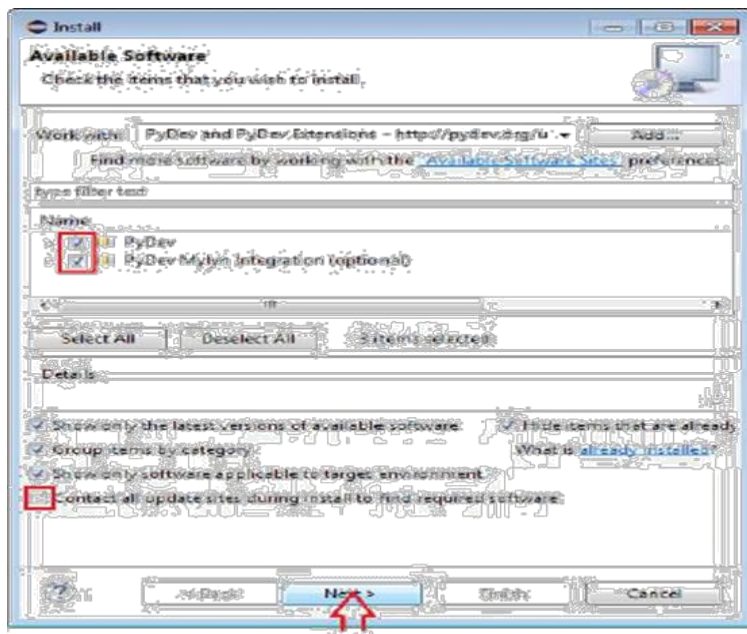 Install
Available Software
Check the items that you wish to install.
Work with: PyDev and PyDev Extensions - http://pydev.org/u Add...
Find more software by working with the "Available Software Sites" preferences
type filter text
Name
PyDev
PyDev Mylyn Integration (optional)
Select All Deselect All 3 items selected
Details
Show only the latest versions of available software Hide items that are already
Group items by category What is already installed?
Show only software applicable to target environment
Contact all update sites during install to find required software
? < Back Next > Finish Cancel